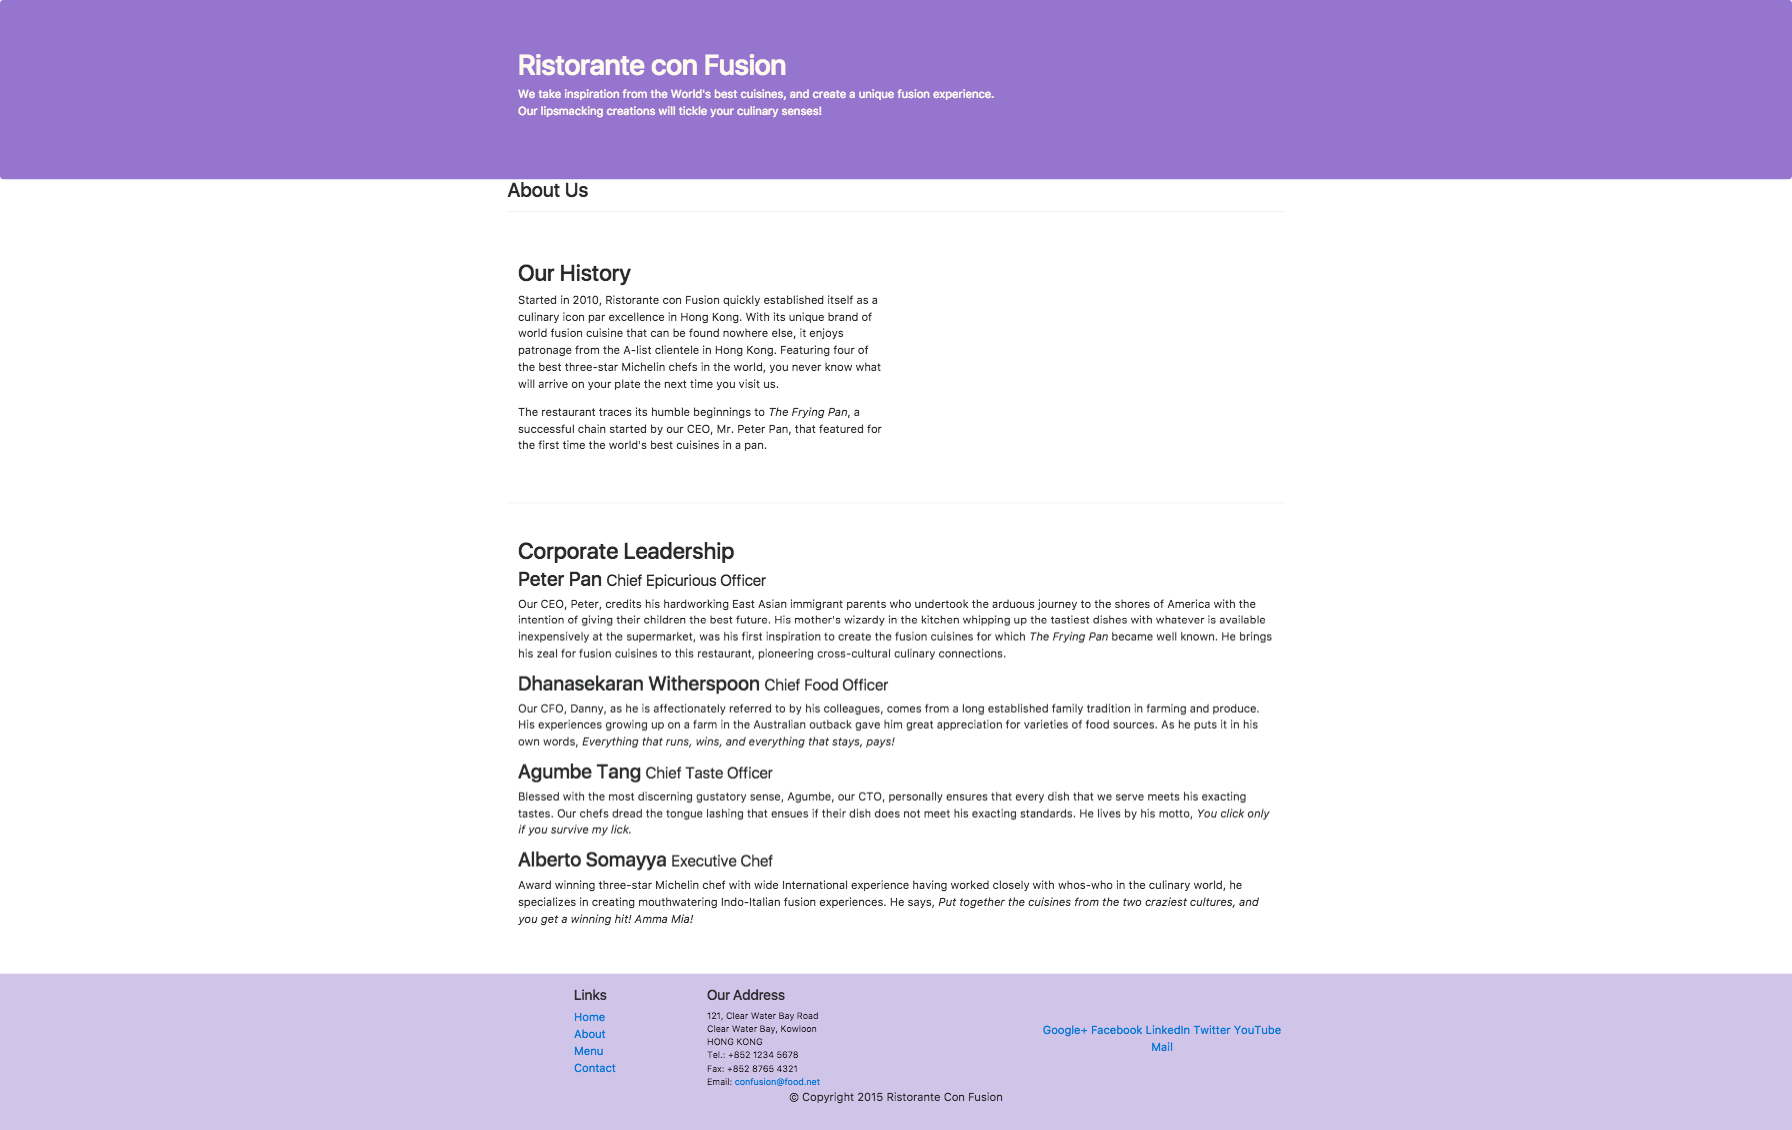 Ristorante con Fusion
We take inspiration from the World's best cuisines, and create a unique fusion experience.
Our lipsmacking creations will tickle your culinary senses!
About Us
Our History
Started in 2010, Ristorante con Fusion quickly established itself as a
culinary icon par excellence in Hong Kong. With its unique brand of
world fusion cuisine that can be found nowhere else, it enjoys
patronage from the A-list clientele in Hong Kong. Featuring four of
the best three-star Michelin chefs in the world, you never know what
will arrive on your plate the next time you visit us.
The restaurant traces its humble beginnings to The Frying Pan, a
successful chain started by our CEO, Mr. Peter Pan, that featured for
the first time the world's best cuisines in a pan.
Corporate Leadership
Peter Pan Chief Epicurious Officer
Our CEO, Peter, credits his hardworking East Asian immigrant parents who undertook the arduous journey to the shores of America with the
intention of giving their children the best future. His mother's wizardy in the kitchen whipping up the tastiest dishes with whatever is available
inexpensively at the supermarket, was his first inspiration to create the fusion cuisines for which The Frying Pan became well known. He brings
his zeal for fusion cuisines to this restaurant, pioneering cross-cultural culinary connections.
Dhanasekaran Witherspoon Chief Food Officer
Our CFO, Danny, as he is affectionately referred to by his colleagues, comes from a long established family tradition in farming and produce.
His experiences growing up on a farm in the Australian outback gave him great appreciation for varieties of food sources. As he puts it in his
own words, Everything that runs, wins, and everything that stays, pays!
Agumbe Tang Chief Taste Officer
Blessed with the most discerning gustatory sense, Agumbe, our CTO, personally ensures that every dish that we serve meets his exacting
tastes. Our chefs dread the tongue lashing that ensues if their dish does not meet his exacting standards. He lives by his motto, You click only
if you survive my lick.
Alberto Somayya Executive Chef
Award winning three-star Michelin chef with wide International experience having worked closely with whos-who in the culinary world, he
specializes in creating mouthwatering Indo-Italian fusion experiences. He says, Put together the cuisines from the two craziest cultures, and
you get a winning hit! Amma Mia!
Links
Home
About
Menu
Contact
Our Address
121, Clear Water Bay Road
Clear Water Bay, Kowloon
HONG KONG
Tel.: +852 1234 5678
Fax: +852 8765 4321
Email: confusion@food.net
Google+ Facebook LinkedIn Twitter YouTube
Mail
© Copyright 2015 Ristorante Con Fusion